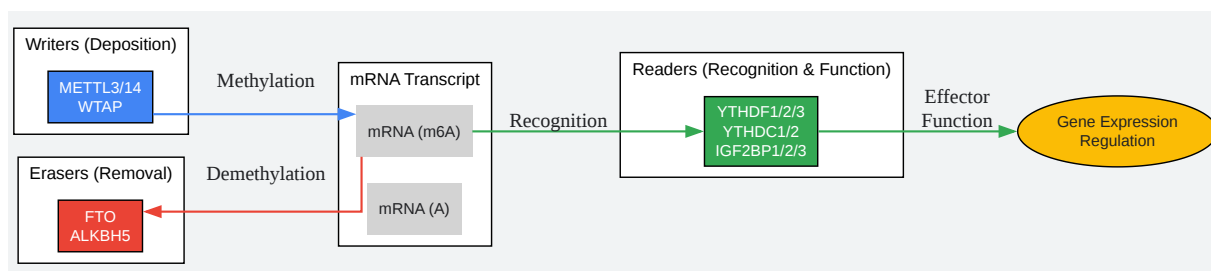 Writers (Deposition)
METTL3/14
WTAP
Methylation
Erasers (Removal)
FTO
ALKBH5
Demethylation
mRNA Transcript
mRNA (m6A)
mRNA (A)
Recognition
Readers (Recognition & Function)
YTHDF1/2/3
YTHDC1/2
IGF2BP1/2/3
Effector
Function
Gene Expression
Regulation